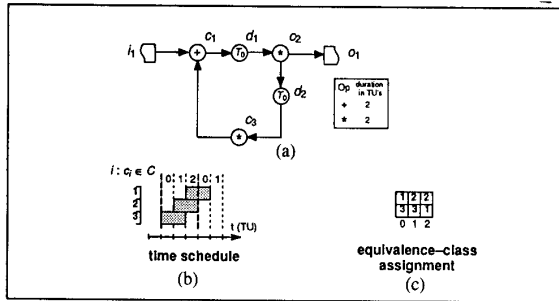 i1 c1 d1 c2 o1
+ T0 *
T0 d2
c3
*
Op duration in TU's
+ 2
* 2
(a)
i : ci ∈ C
0 1 2 0 1
1
2
3
t (TU)
time schedule
(b)
1 2 2
3 3 1
0 1 2
equivalence–class
assignment
(c)